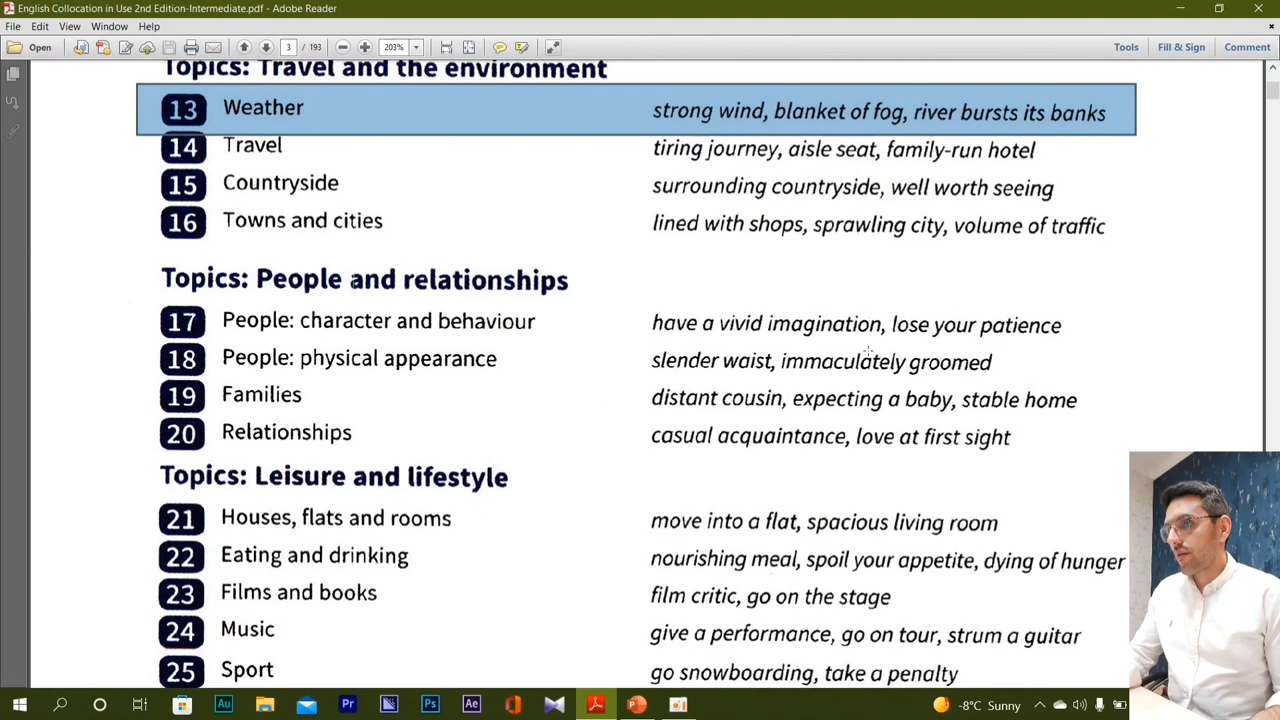 English Collocation in Use 2nd Edition-Intermediate.pdf - Adobe Reader
File Edit View Window Help
Open 3 / 193 203% Tools Fill & Sign Comment
Topics: Travel and the environment
13 Weather strong wind, blanket of fog, river bursts its banks
14 Travel tiring journey, aisle seat, family-run hotel
15 Countryside surrounding countryside, well worth seeing
16 Towns and cities lined with shops, sprawling city, volume of traffic
Topics: People and relationships
17 People: character and behaviour have a vivid imagination, lose your patience
18 People: physical appearance slender waist, immaculately groomed
19 Families distant cousin, expecting a baby, stable home
20 Relationships casual acquaintance, love at first sight
Topics: Leisure and lifestyle
21 Houses, flats and rooms move into a flat, spacious living room
22 Eating and drinking nourishing meal, spoil your appetite, dying of hunger
23 Films and books film critic, go on the stage
24 Music give a performance, go on tour, strum a guitar
25 Sport go snowboarding, take a penalty
Au Pr Ps Ae -8°C Sunny